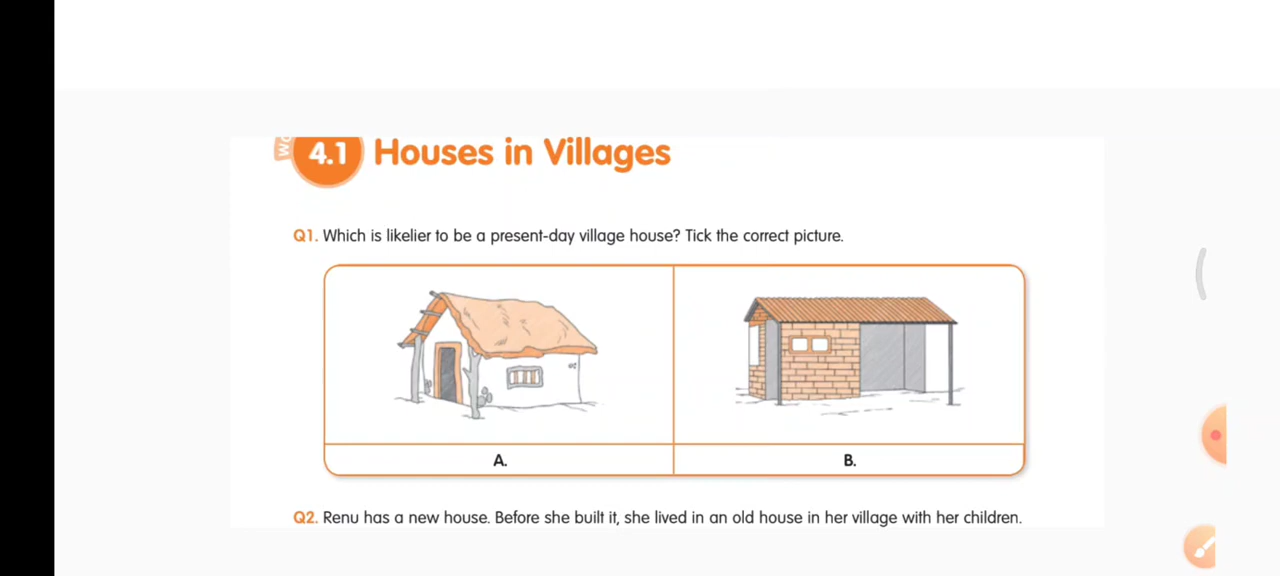 4.1 Houses in Villages
Q1. Which is likelier to be a present-day village house? Tick the correct picture.
A.
B.
Q2. Renu has a new house. Before she built it, she lived in an old house in her village with her children.